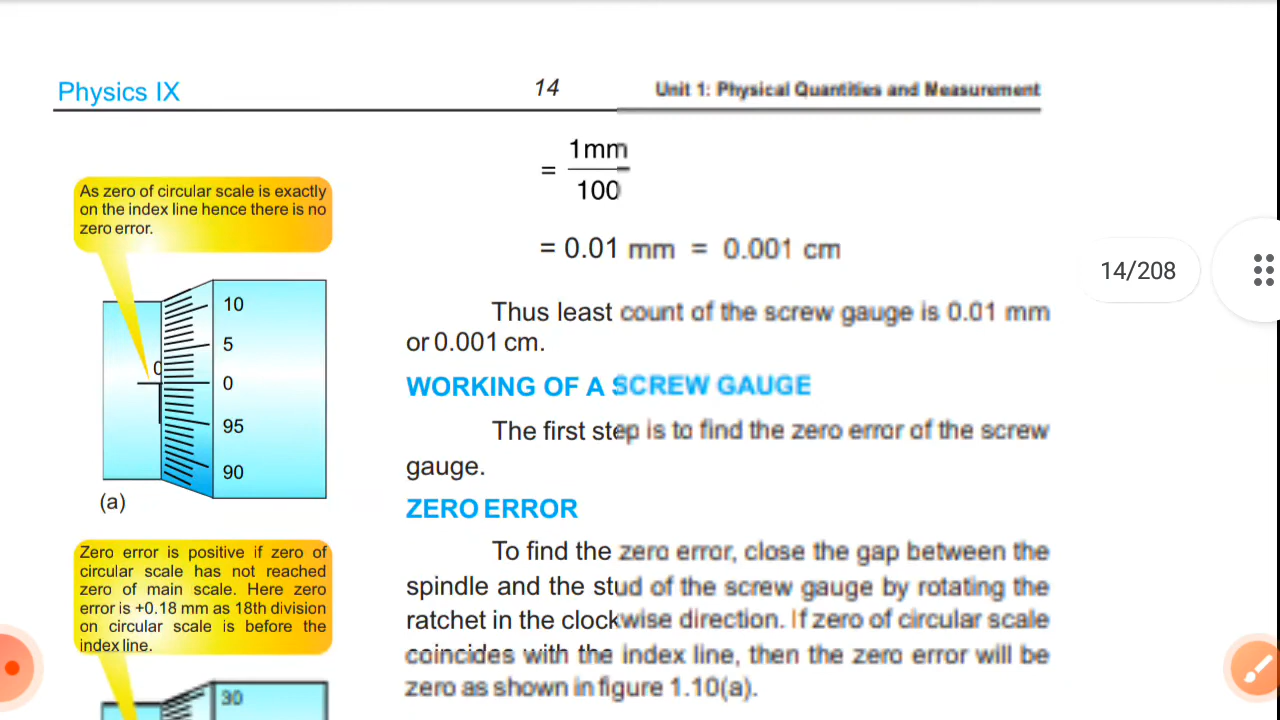 Physics IX 14 Unit 1: Physical Quantities and Measurement
= 1mm
100
= 0.01 mm = 0.001 cm
14/208
Thus least count of the screw gauge is 0.01 mm
or 0.001 cm.
WORKING OF A SCREW GAUGE
The first step is to find the zero error of the screw
gauge.
ZERO ERROR
To find the zero error, close the gap between the
spindle and the stud of the screw gauge by rotating the
ratchet in the clockwise direction. If zero of circular scale
coincides with the index line, then the zero error will be
zero as shown in figure 1.10(a).
As zero of circular scale is exactly
on the index line hence there is no
zero error.
10
5
0
0
95
90
(a)
Zero error is positive if zero of
circular scale has not reached
zero of main scale. Here zero
error is +0.18 mm as 18th division
on circular scale is before the
index line.
30